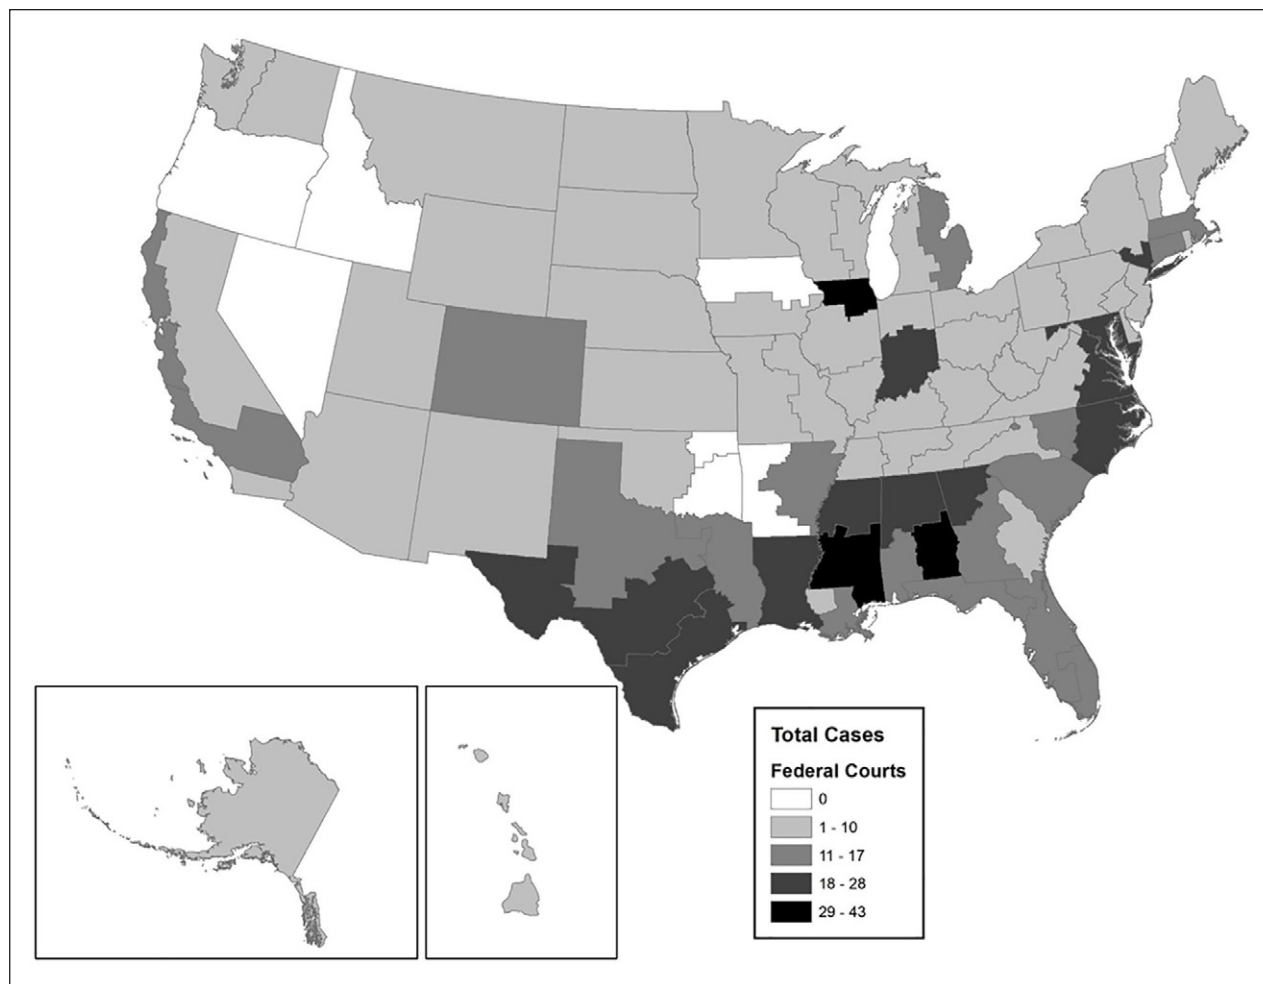 Total Cases
Federal Courts
0
1 - 10
11 - 17
18 - 28
29 - 43